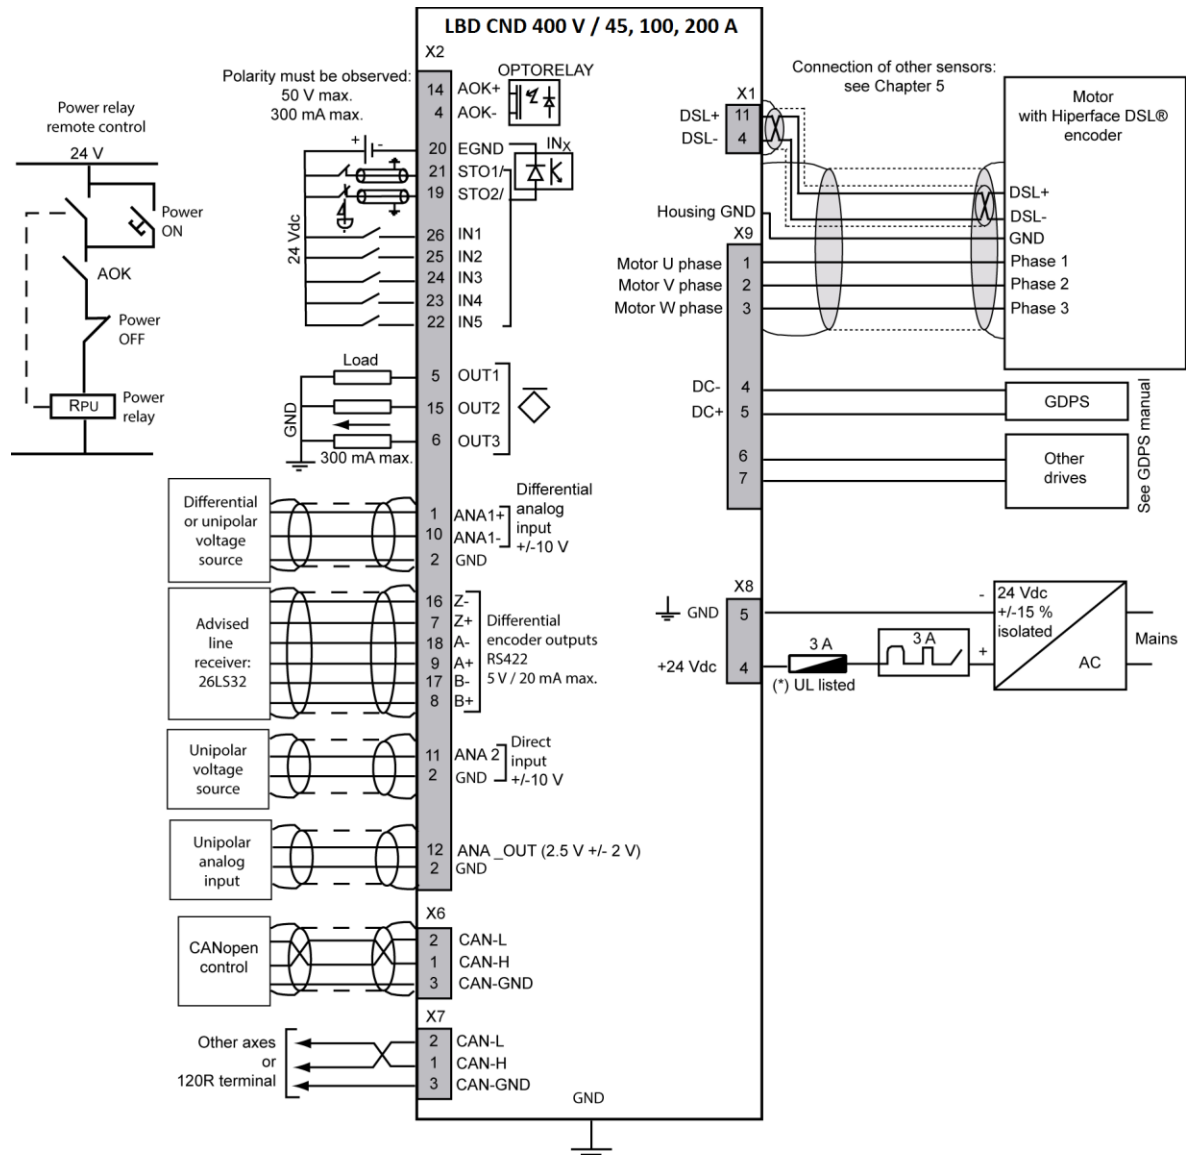 LBD CND 400 V / 45, 100, 200 A
Power relay
remote control
24 V
Power
ON
AOK
Power
OFF
RPU
Power
relay
Polarity must be observed:
50 V max.
300 mA max.
X2
OPTORELAY
14 AOK+
4 AOK-
+ -
20 EGND
INX
21 STO1/
19 STO2/
24 Vdc
26 IN1
25 IN2
24 IN3
23 IN4
22 IN5
Load
GND
5 OUT1
15 OUT2
6 OUT3
300 mA max.
Differential
or unipolar
voltage
source
1 ANA1+
10 ANA1-
2 GND
Differential
analog
input
+/-10 V
Advised
line
receiver:
26LS32
16 Z-
7 Z+
18 A-
9 A+
17 B-
8 B+
Differential
encoder outputs
RS422
5 V / 20 mA max.
Unipolar
voltage
source
11 ANA 2
2 GND
Direct
input
+/-10 V
Unipolar
analog
input
12 ANA _OUT (2.5 V +/- 2 V)
2 GND
X6
CANopen
control
2 CAN-L
1 CAN-H
3 CAN-GND
X7
Other axes
or
120R terminal
2 CAN-L
1 CAN-H
3 CAN-GND
GND
Connection of other sensors:
see Chapter 5
X1
DSL+ 11
DSL- 4
Motor
with Hiperface DSL®
encoder
DSL+
DSL-
GND
Phase 1
Phase 2
Phase 3
Housing GND
X9
Motor U phase 1
Motor V phase 2
Motor W phase 3
DC- 4
DC+ 5
6
7
GDPS
Other
drives
See GDPS manual
X8
GND 5
+24 Vdc 4
3 A
(*) UL listed
3 A
-
+
24 Vdc
+/-15 %
isolated
AC
Mains